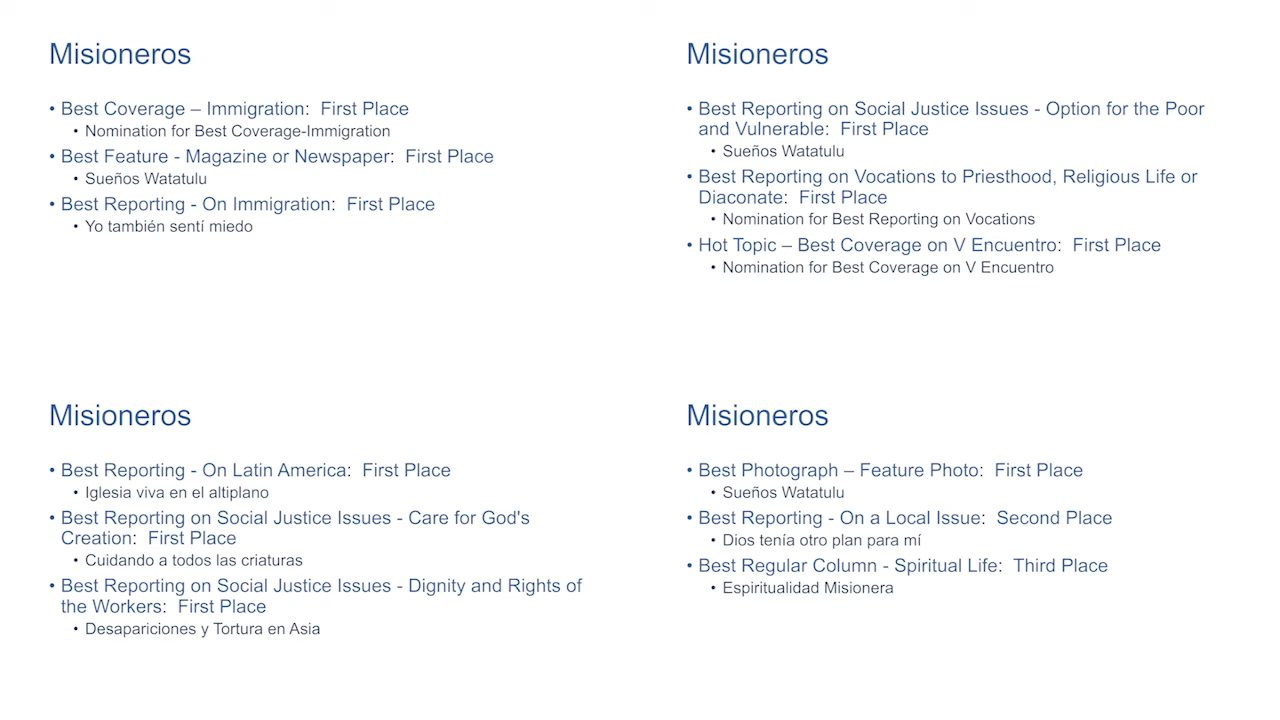 Misioneros
• Best Coverage – Immigration:  First Place
• Nomination for Best Coverage-Immigration
• Best Feature - Magazine or Newspaper:  First Place
• Sueños Watatulu
• Best Reporting - On Immigration:  First Place
• Yo también sentí miedo
Misioneros
• Best Reporting on Social Justice Issues - Option for the Poor
and Vulnerable:  First Place
• Sueños Watatulu
• Best Reporting on Vocations to Priesthood, Religious Life or
Diaconate:  First Place
• Nomination for Best Reporting on Vocations
• Hot Topic – Best Coverage on V Encuentro:  First Place
• Nomination for Best Coverage on V Encuentro
Misioneros
• Best Reporting - On Latin America:  First Place
• Iglesia viva en el altiplano
• Best Reporting on Social Justice Issues - Care for God's
Creation:  First Place
• Cuidando a todos las criaturas
• Best Reporting on Social Justice Issues - Dignity and Rights of
the Workers:  First Place
• Desapariciones y Tortura en Asia
Misioneros
• Best Photograph – Feature Photo:  First Place
• Sueños Watatulu
• Best Reporting - On a Local Issue:  Second Place
• Dios tenía otro plan para mí
• Best Regular Column - Spiritual Life:  Third Place
• Espiritualidad Misionera